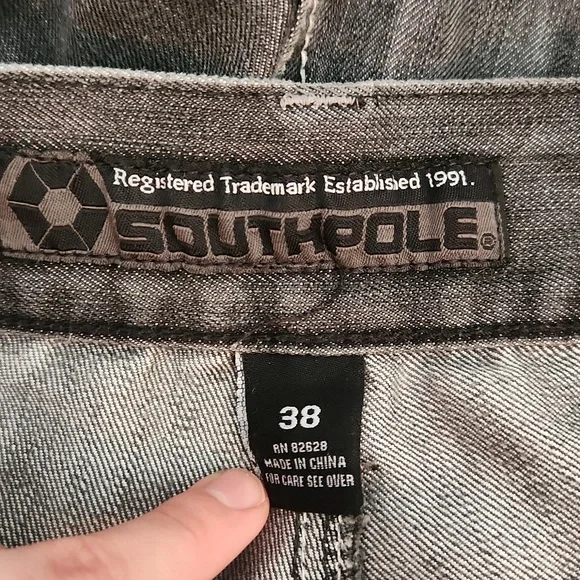 Registered Trademark Established 1991.
SOUTHPOLE®
38
RN 82628
MADE IN CHINA
FOR CARE SEE OVER